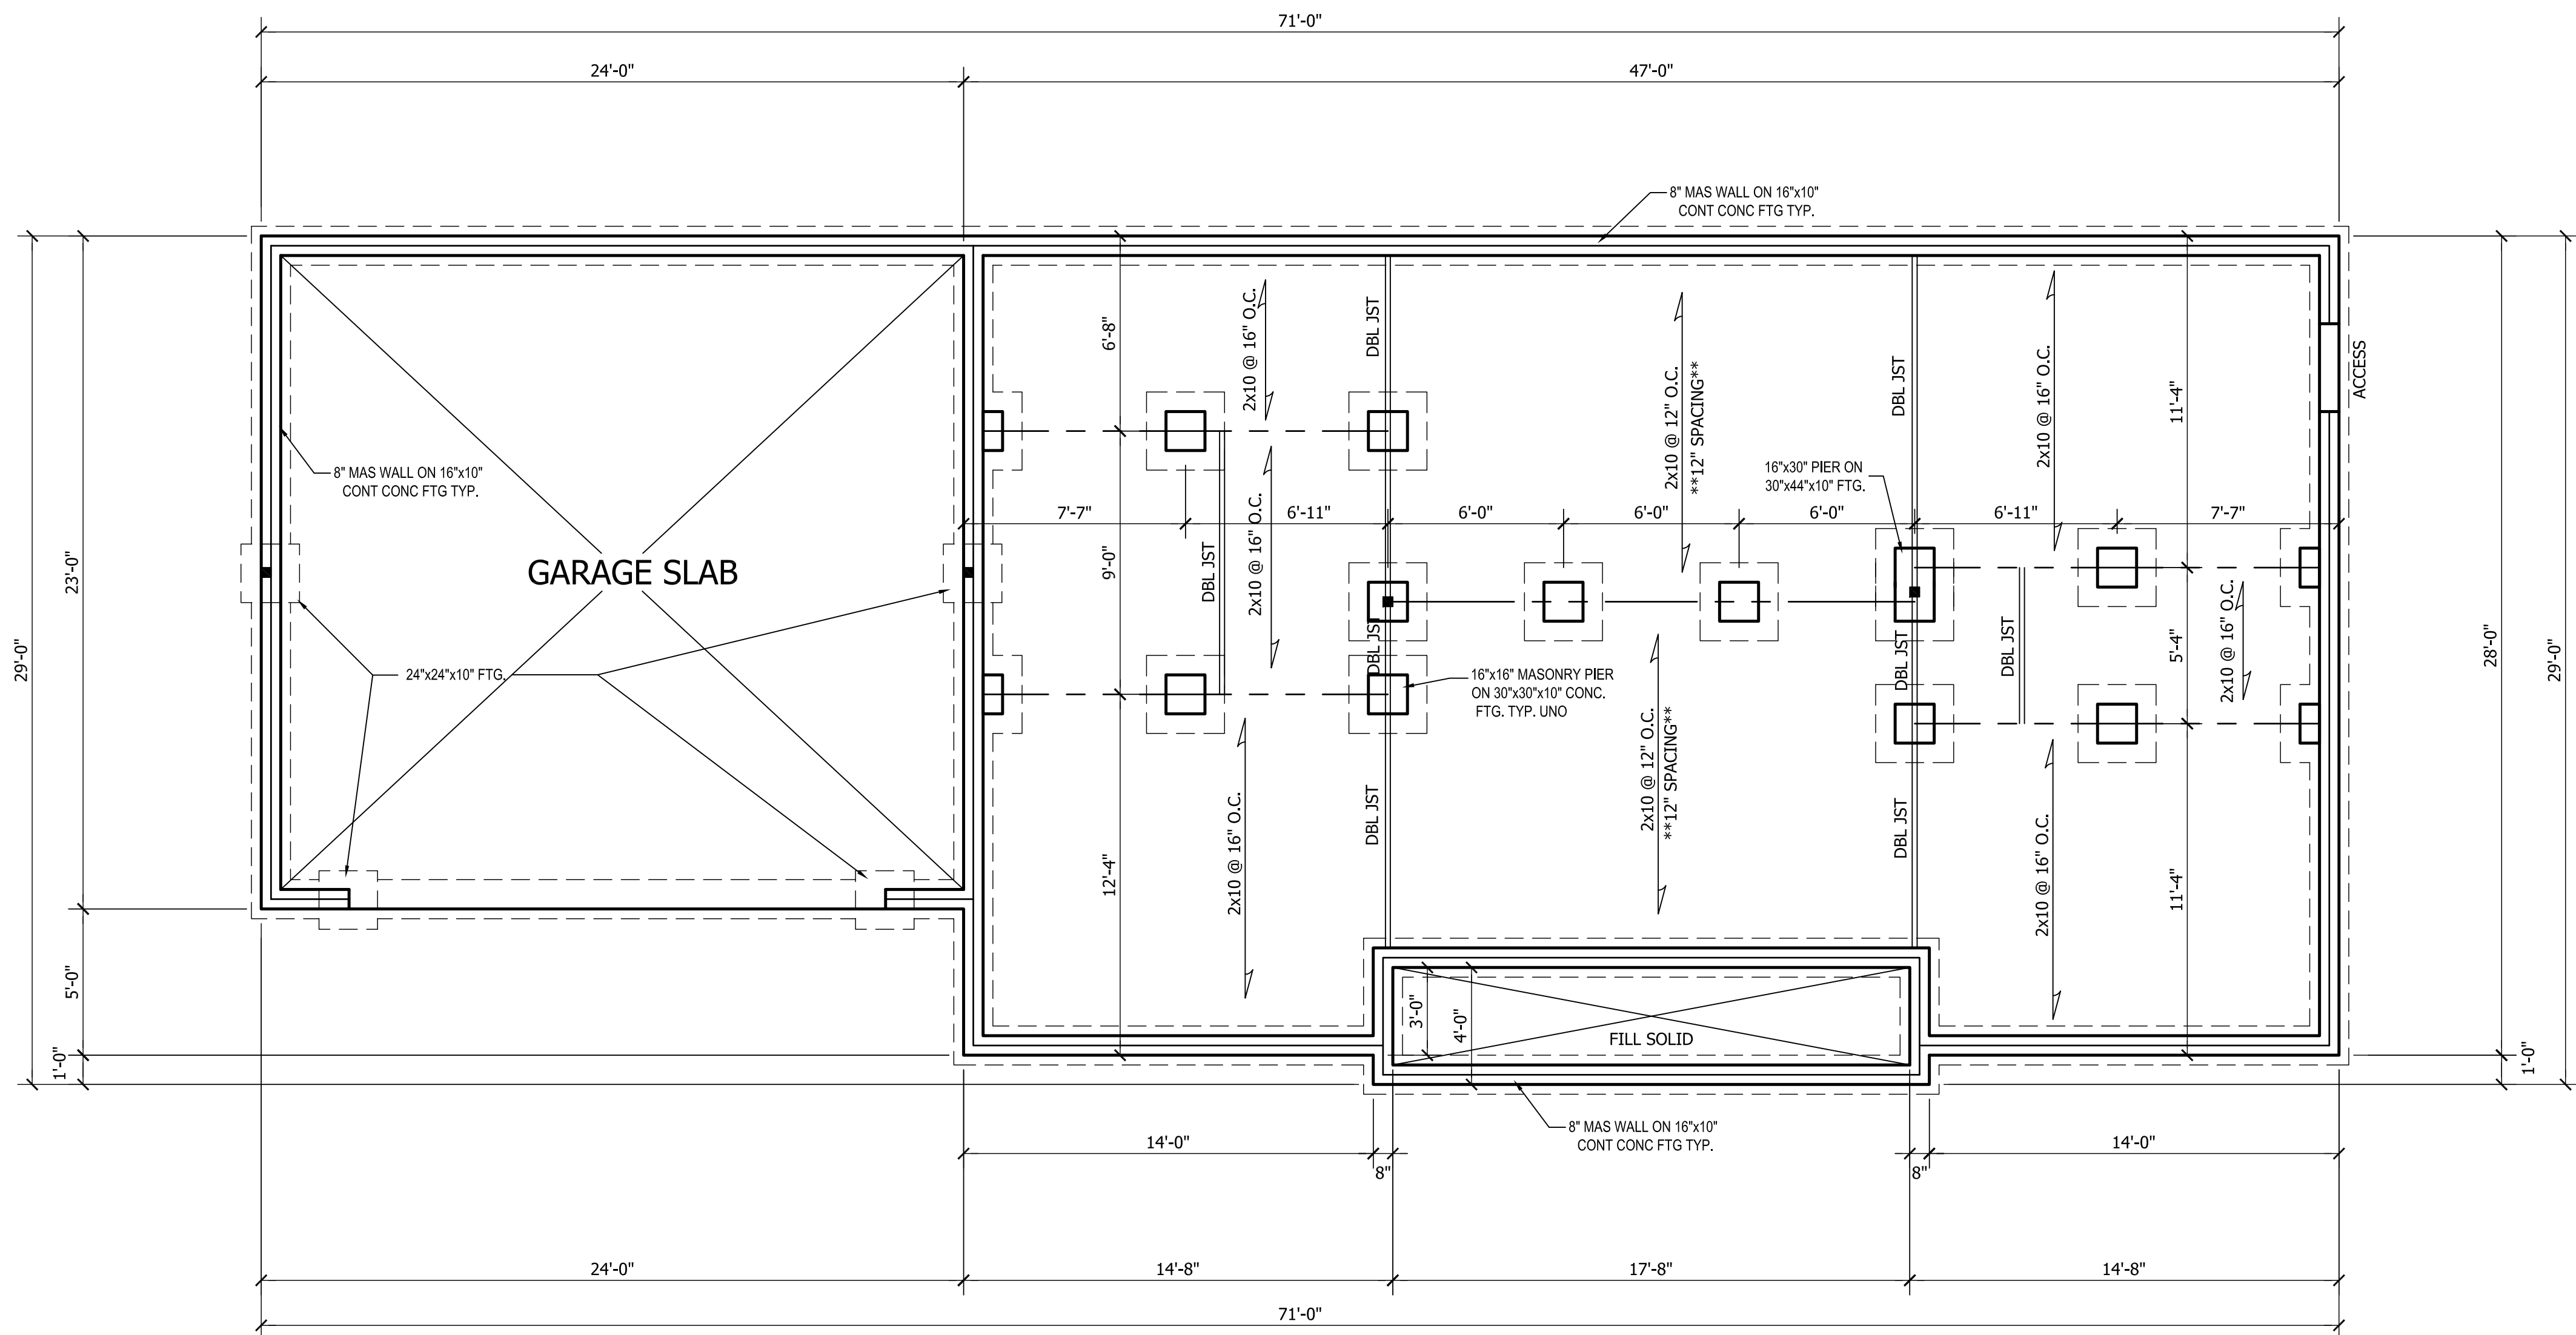 71'-0"
24'-0"
47'-0"
8" MAS WALL ON 16"x10"
CONT CONC FTG TYP.
6'-8"
2x10 @ 16" O.C.
DBL JST
2x10 @ 12" O.C.
**12" SPACING**
DBL JST
2x10 @ 16" O.C.
11'-4"
ACCESS
8" MAS WALL ON 16"x10"
CONT CONC FTG TYP.
16"x30" PIER ON
30"x44"x10" FTG.
7'-7"
6'-11"
6'-0"
6'-0"
6'-0"
6'-11"
7'-7"
29'-0"
23'-0"
GARAGE SLAB
9'-0"
DBL JST
2x10 @ 16" O.C.
DBL JST
DBL JST
DBL JST
5'-4"
2x10 @ 16" O.C.
28'-0"
29'-0"
24"x24"x10" FTG.
16"x16" MASONRY PIER
ON 30"x30"x10" CONC.
FTG. TYP. UNO
12'-4"
2x10 @ 16" O.C.
DBL JST
2x10 @ 12" O.C.
**12" SPACING**
DBL JST
2x10 @ 16" O.C.
11'-4"
5'-0"
1'-0"
3'-0"
4'-0"
FILL SOLID
1'-0"
8" MAS WALL ON 16"x10"
CONT CONC FTG TYP.
14'-0"
8"
8"
14'-0"
24'-0"
14'-8"
17'-8"
14'-8"
71'-0"